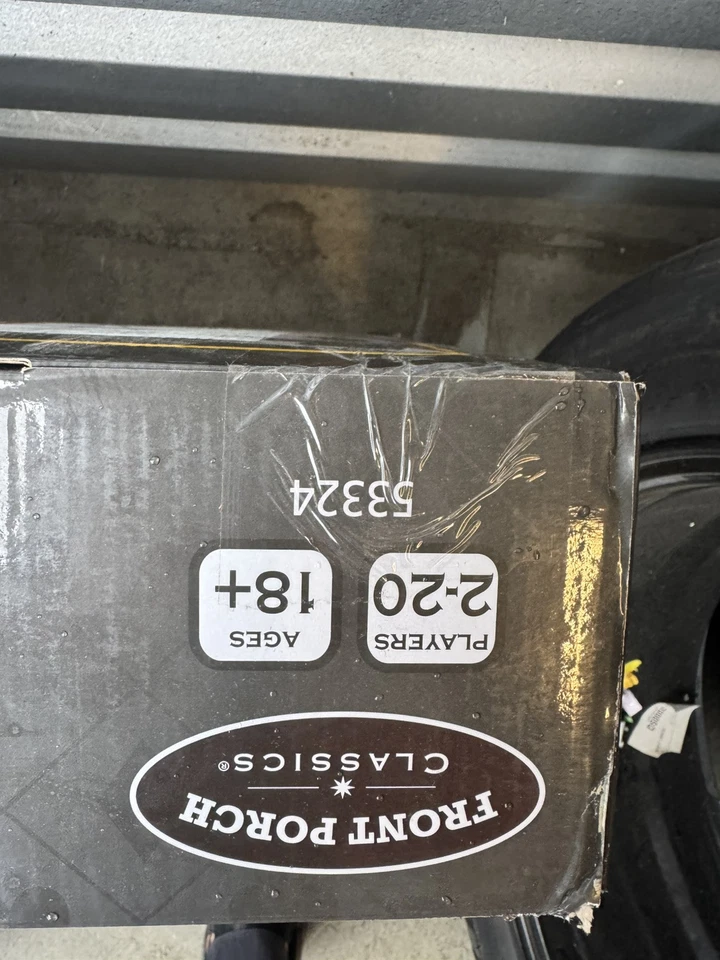 FRONT PORCH
CLASSICS®
PLAYERS
2-20
AGES
18+
53324